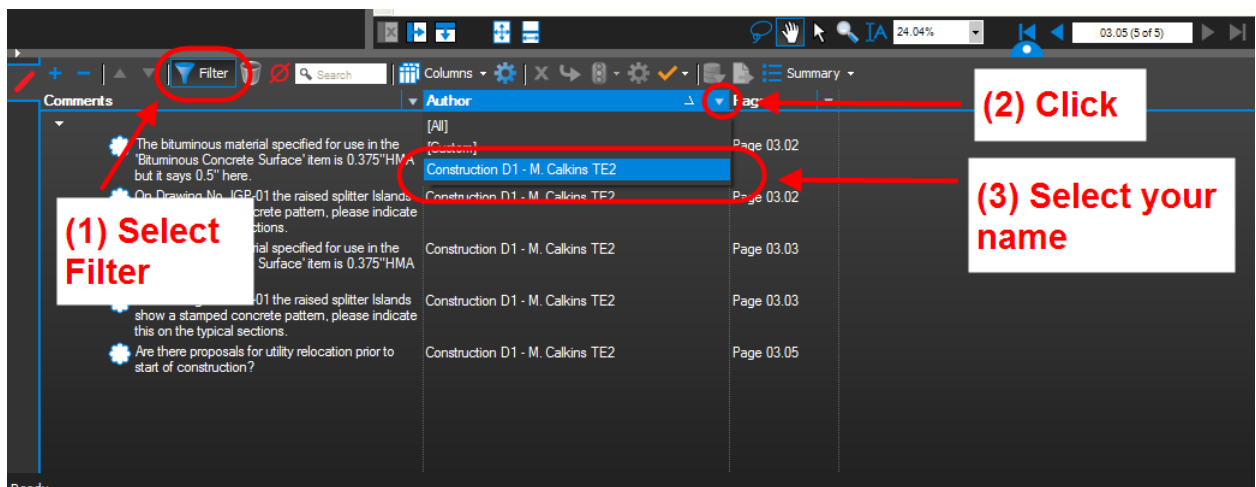 24.04%
03.05 (5 of 5)
Filter
Search
Columns
Summary
Comments
Author
Page
(2) Click
[All]
[Custom]
Construction D1 - M. Calkins TE2
The bituminous material specified for use in the
'Bituminous Concrete Surface' item is 0.375"HMA
but it says 0.5" here.
Page 03.02
On Drawing No. IGP-01 the raised splitter Islands
crete pattern, please indicate
ctions.
Construction D1 - M. Calkins TE2
Page 03.02
(3) Select your
name
(1) Select
Filter
rial specified for use in the
Surface' item is 0.375"HMA
Construction D1 - M. Calkins TE2
Page 03.03
-01 the raised splitter Islands
show a stamped concrete pattern, please indicate
this on the typical sections.
Construction D1 - M. Calkins TE2
Page 03.03
Are there proposals for utility relocation prior to
start of construction?
Construction D1 - M. Calkins TE2
Page 03.05